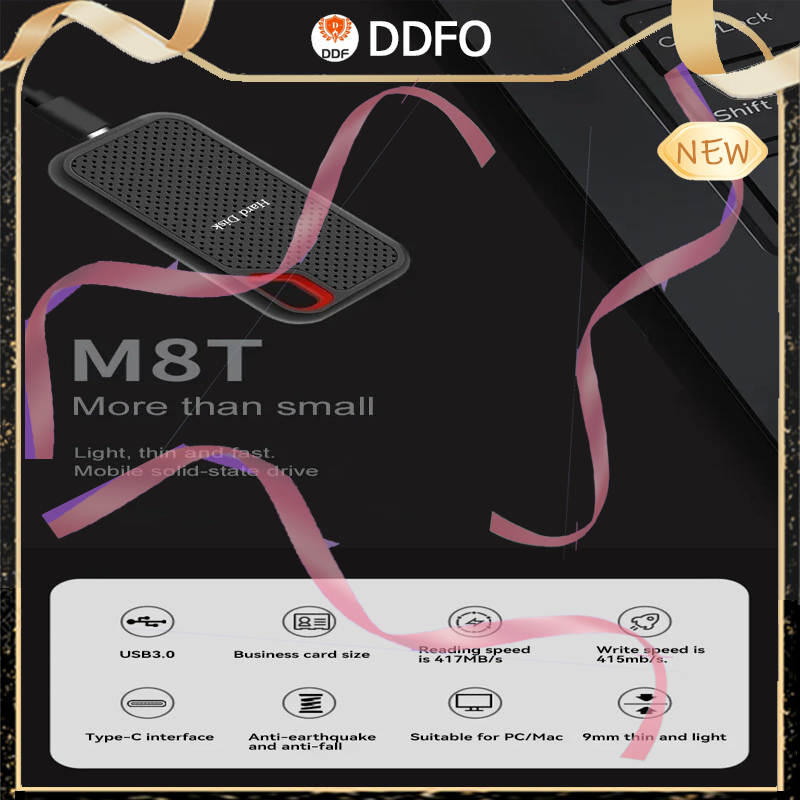 DDF
DDFO
Lock
Shift
NEW
Hard Disk
M8T
More than small
Light, thin and fast.
Mobile solid-state drive
USB3.0
Business card size
Reading speed
is 417MB/s
Write speed is
415mb/s.
Type-C interface
Anti-earthquake
and anti-fall
Suitable for PC/Mac
9mm thin and light